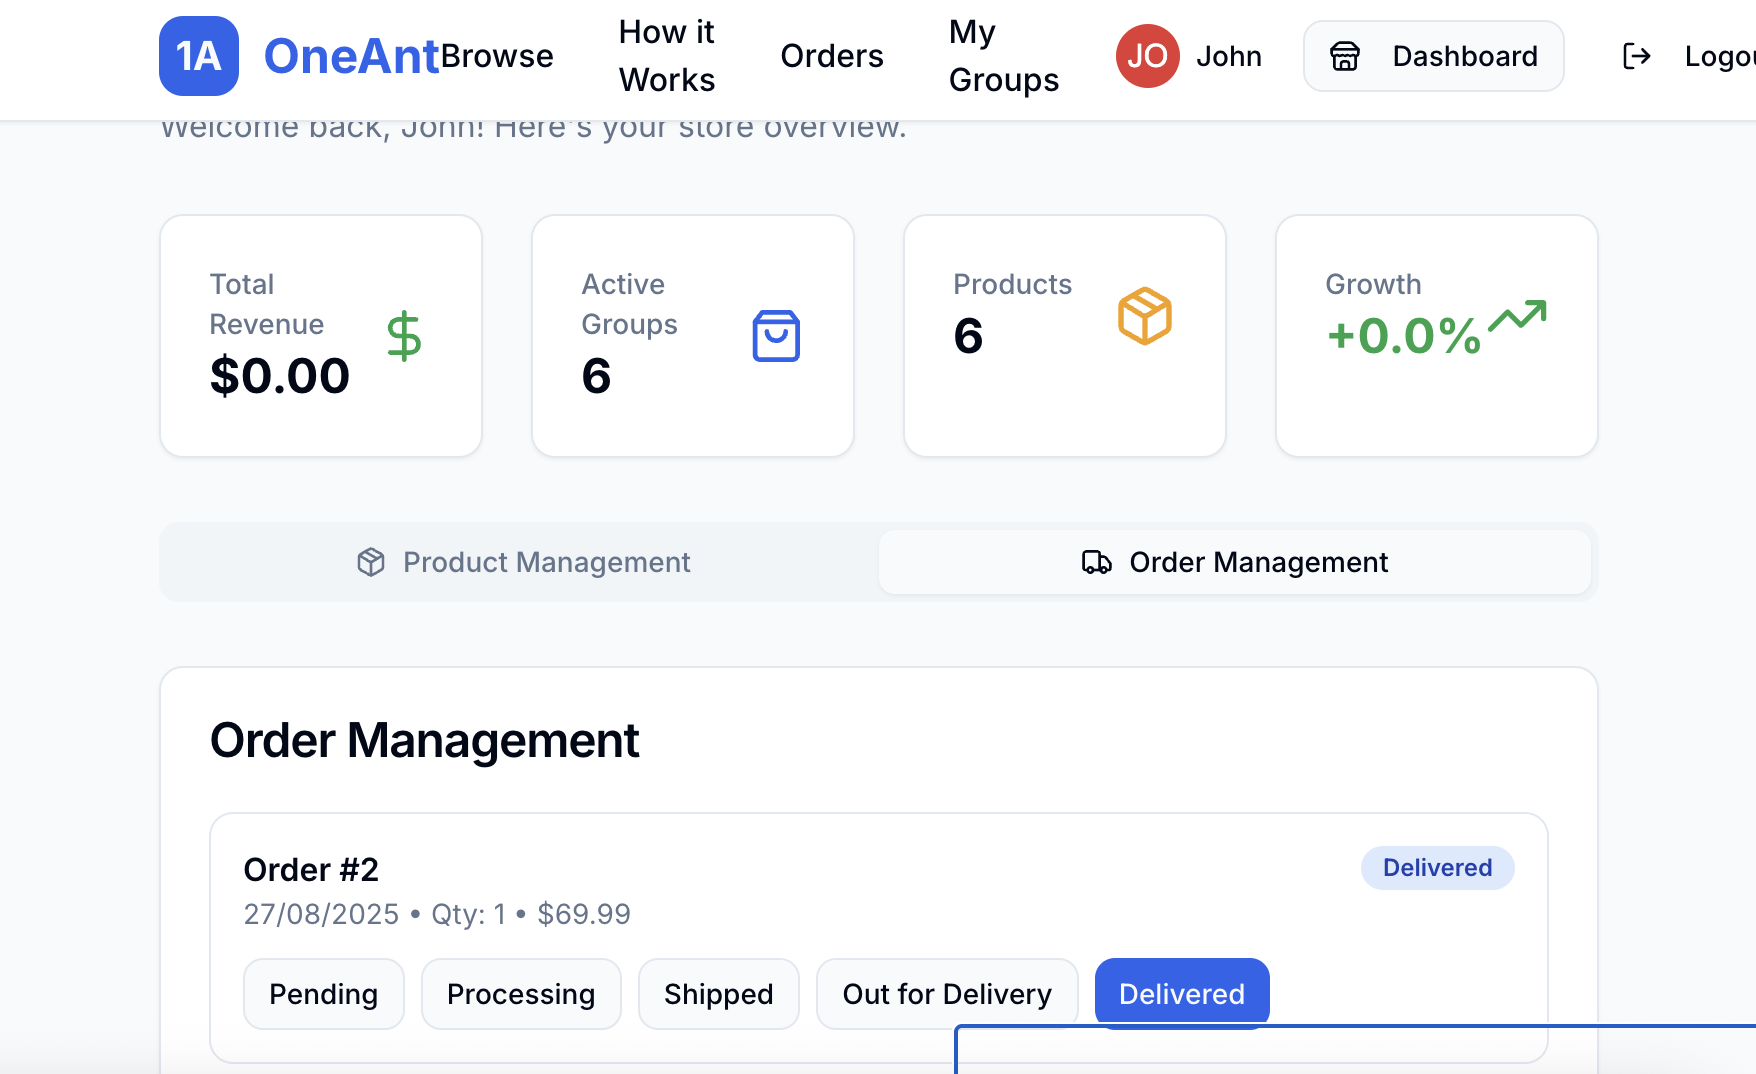 1A
OneAnt
Browse
How it
Works
Orders
My
Groups
JO
John
Dashboard
Welcome back, John! Here's your store overview.
Total
Revenue
$0.00
Active
Groups
6
Products
6
Growth
+0.0%
Product Management
Order Management
Order Management
Order #2
Delivered
27/08/2025 • Qty: 1 • $69.99
Pending
Processing
Shipped
Out for Delivery
Delivered